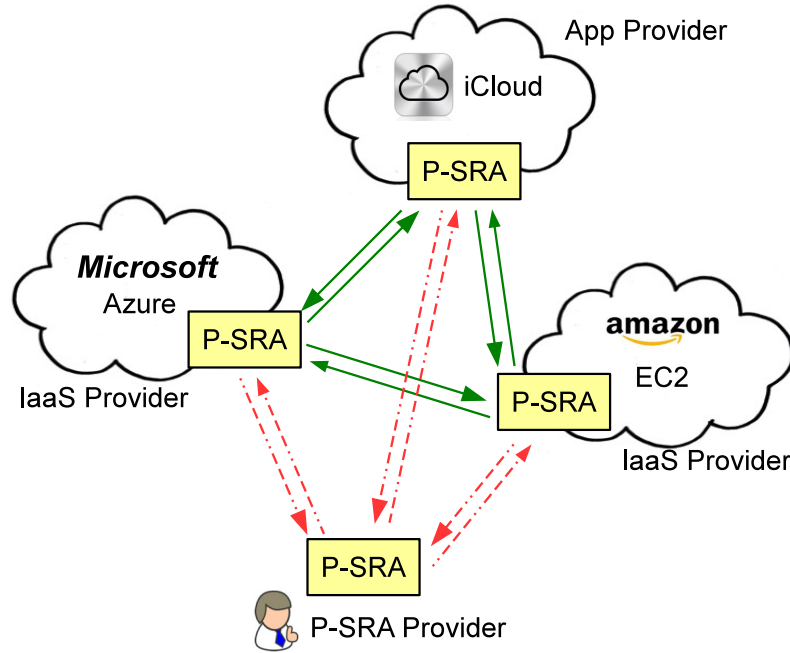 App Provider
iCloud
P-SRA
Microsoft
Azure
P-SRA
IaaS Provider
amazon
EC2
P-SRA
IaaS Provider
P-SRA
P-SRA Provider